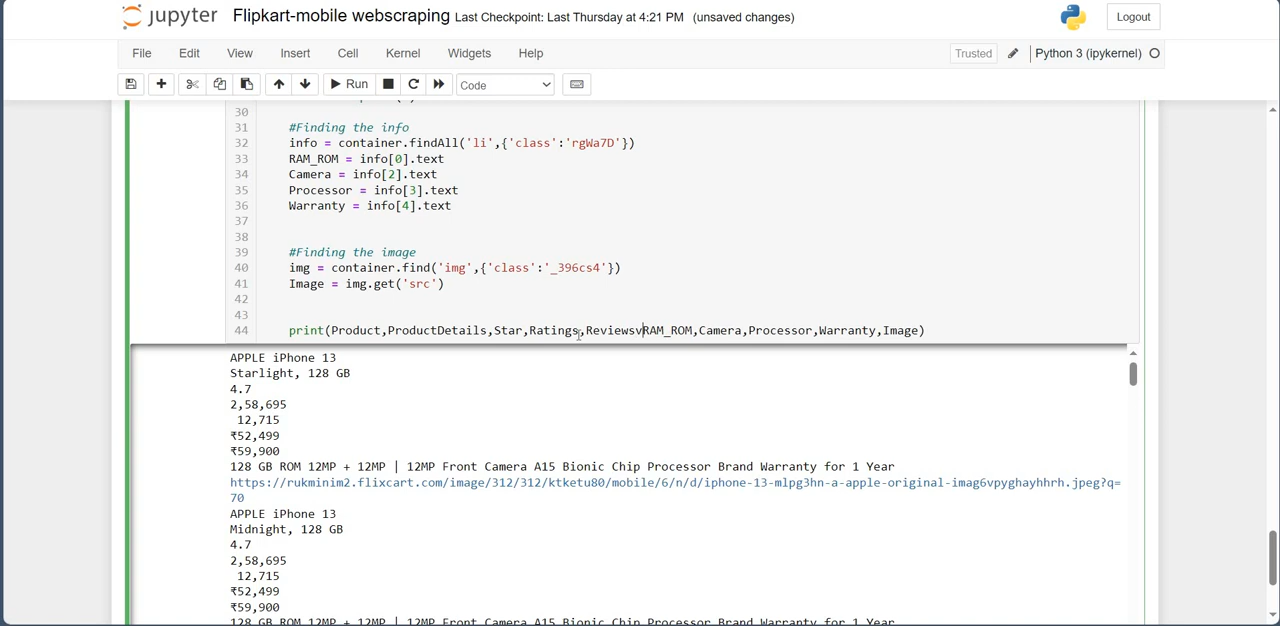 jupyter Flipkart-mobile webscraping Last Checkpoint: Last Thursday at 4:21 PM (unsaved changes) Logout
File Edit View Insert Cell Kernel Widgets Help Trusted Python 3 (ipykernel)
Run Code
30
31 #Finding the info
32 info = container.findAll('li',{'class':'rgWa7D'})
33 RAM_ROM = info[0].text
34 Camera = info[2].text
35 Processor = info[3].text
36 Warranty = info[4].text
37
38
39 #Finding the image
40 img = container.find('img',{'class':'_396cs4'})
41 Image = img.get('src')
42
43
44 print(Product,ProductDetails,Star,Ratings,ReviewsvRAM_ROM,Camera,Processor,Warranty,Image)
APPLE iPhone 13
Starlight, 128 GB
4.7
2,58,695
12,715
₹52,499
₹59,900
128 GB ROM 12MP + 12MP | 12MP Front Camera A15 Bionic Chip Processor Brand Warranty for 1 Year
https://rukminim2.flixcart.com/image/312/312/ktketu80/mobile/6/n/d/iphone-13-mlpg3hn-a-apple-original-imag6vpyghayhhrh.jpeg?q=
70
APPLE iPhone 13
Midnight, 128 GB
4.7
2,58,695
12,715
₹52,499
₹59,900
128 GB ROM 12MP + 12MP | 12MP Front Camera A15 Bionic Chip Processor Brand Warranty for 1 Year